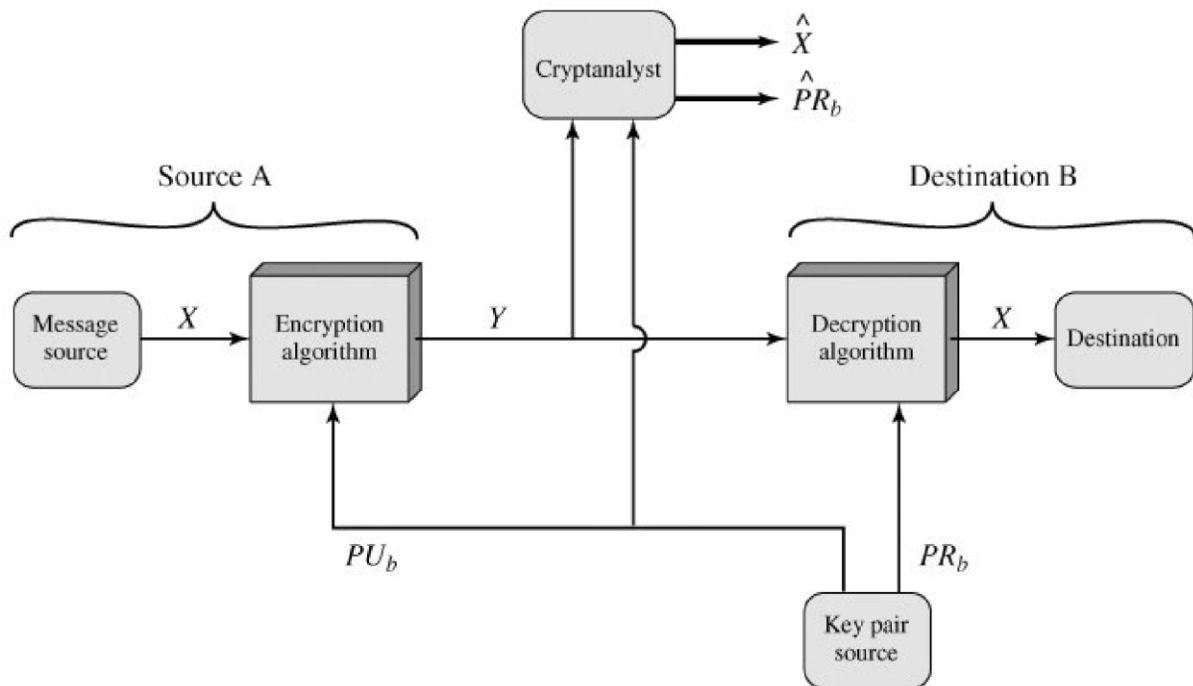 X̂
Cryptanalyst
P̂R_b
Source A
Destination B
Message
source
X
Encryption
algorithm
Y
Decryption
algorithm
X
Destination
PU_b
PR_b
Key pair
source